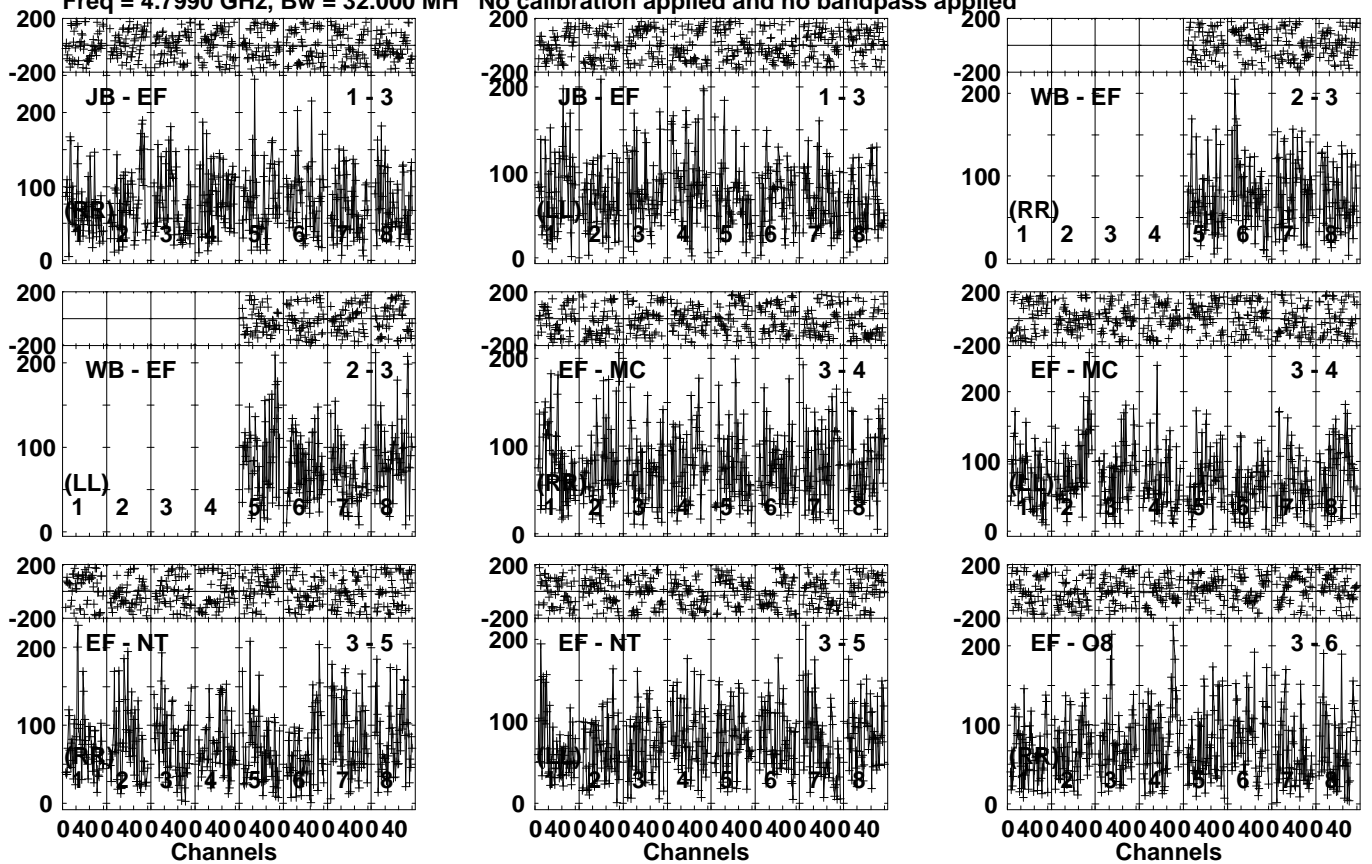 Freq = 4.7990 GHz, Bw = 32.000 MH No calibration applied and no bandpass applied
200 200 200
-200 -200 -200
JB - EF 1 - 3 JB - EF 1 - 3 WB - EF 2 - 3
200 200 200
100 100 100
(RR) (LL) (RR)
1 2 3 4 5 6 7 8 1 2 3 4 5 6 7 8 1 2 3 4 5 6 7 8
0 0 0
200 200 200
-200 -200 -200
WB - EF 2 - 3 EF - MC 3 - 4 EF - MC 3 - 4
200 200 200
100 100 100
(LL) (RR) (LL)
1 2 3 4 5 6 7 8 1 2 3 4 5 6 7 8 1 2 3 4 5 6 7 8
0 0 0
200 200 200
-200 -200 -200
EF - NT 3 - 5 EF - NT 3 - 5 EF - O8 3 - 6
200 200 200
100 100 100
(RR) (LL) (RR)
1 2 3 4 5 6 7 8 1 2 3 4 5 6 7 8 1 2 3 4 5 6 7 8
0 0 0
0 40 0 40 0 40 0 40 0 40 0 40 0 40 0 40 0 40 0 40 0 40 0 40 0 40 0 40 0 40 0 40 0 40 0 40 0 40 0 40 0 40 0 40 0 40 0 40
Channels Channels Channels